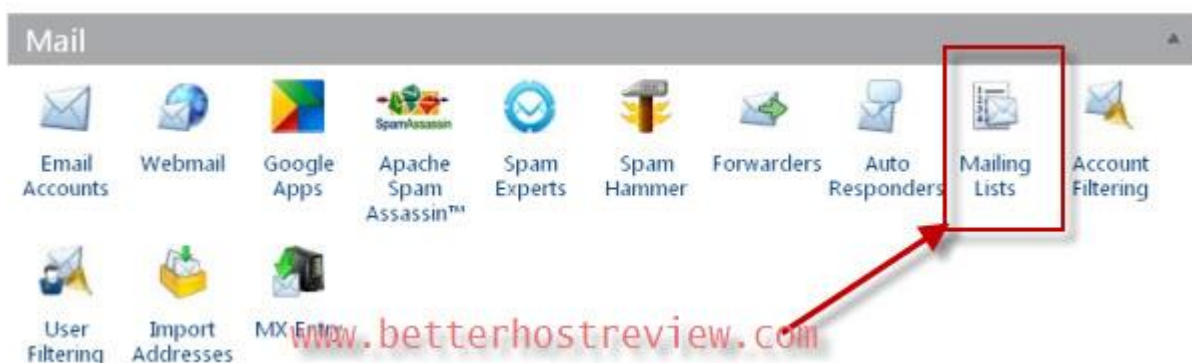 Mail
SpamAssassin
Email
Accounts
Webmail
Google
Apps
Apache
Spam
Assassin™
Spam
Experts
Spam
Hammer
Forwarders
Auto
Responders
Mailing
Lists
Account
Filtering
User
Filtering
Import
Addresses
MX Entry
www.betterhostreview.com